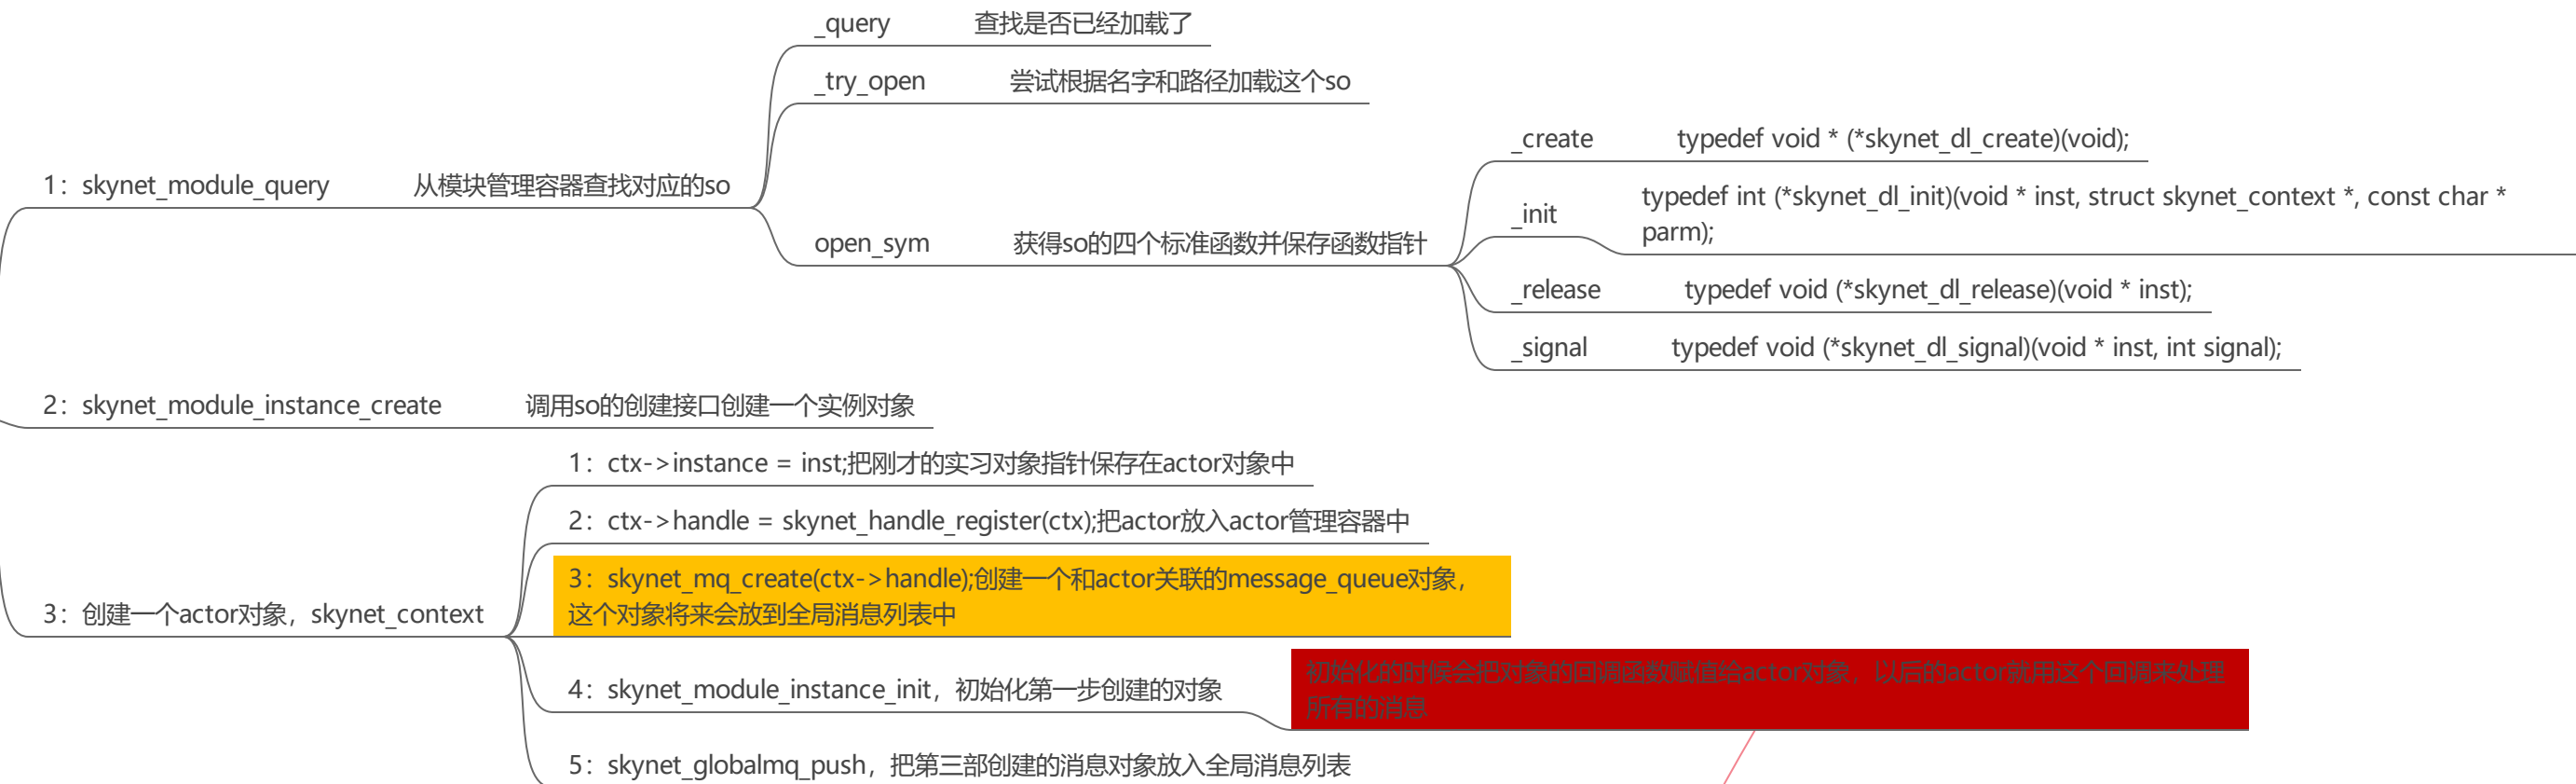 _query 查找是否已经加载了
_try_open 尝试根据名字和路径加载这个so
1：skynet_module_query 从模块管理容器查找对应的so
open_sym 获得so的四个标准函数并保存函数指针
_create typedef void * (*skynet_dl_create)(void);
_init typedef int (*skynet_dl_init)(void * inst, struct skynet_context *, const char *
parm);
_release typedef void (*skynet_dl_release)(void * inst);
_signal typedef void (*skynet_dl_signal)(void * inst, int signal);
2：skynet_module_instance_create 调用so的创建接口创建一个实例对象
3：创建一个actor对象，skynet_context
1：ctx->instance = inst;把刚才的实习对象指针保存在actor对象中
2：ctx->handle = skynet_handle_register(ctx);把actor放入actor管理容器中
3：skynet_mq_create(ctx->handle);创建一个和actor关联的message_queue对象，
这个对象将来会放到全局消息列表中
4：skynet_module_instance_init，初始化第一步创建的对象
初始化的时候会把对象的回调函数赋值给actor对象，以后的actor就用这个回调来处理
所有的消息
5：skynet_globalmq_push，把第三部创建的消息对象放入全局消息列表